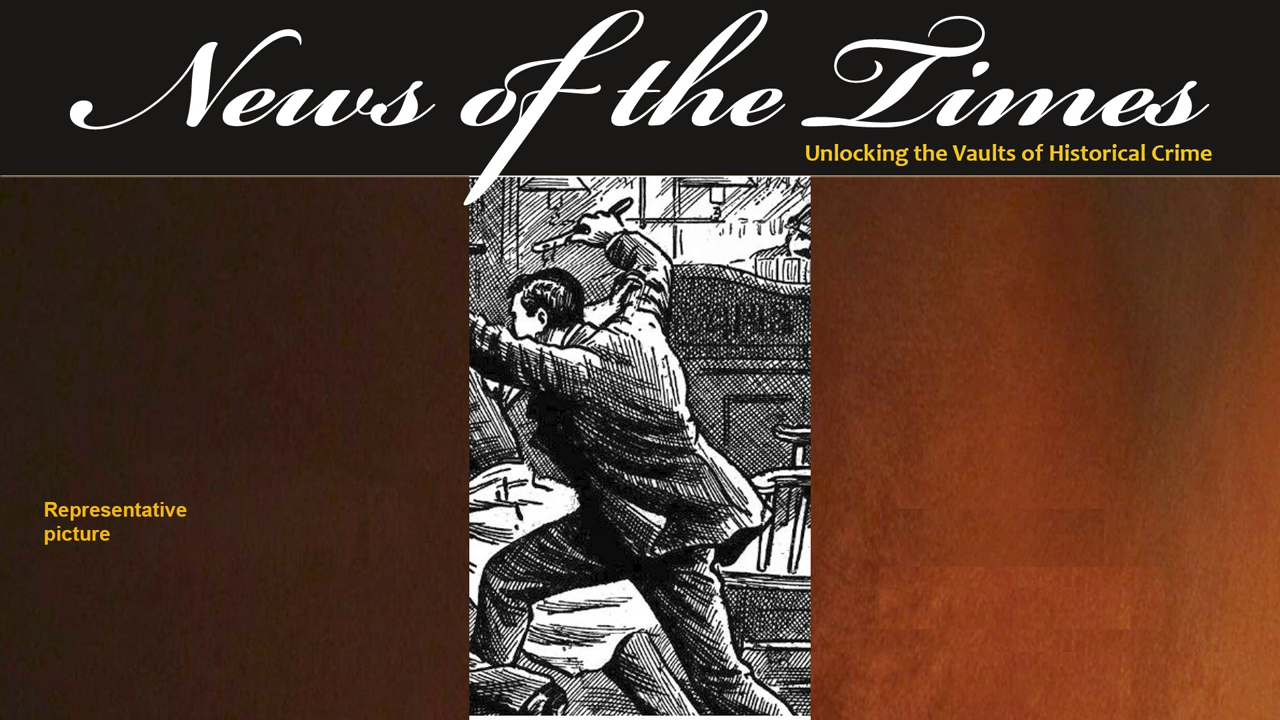 News of the Times
Unlocking the Vaults of Historical Crime
Representative
picture